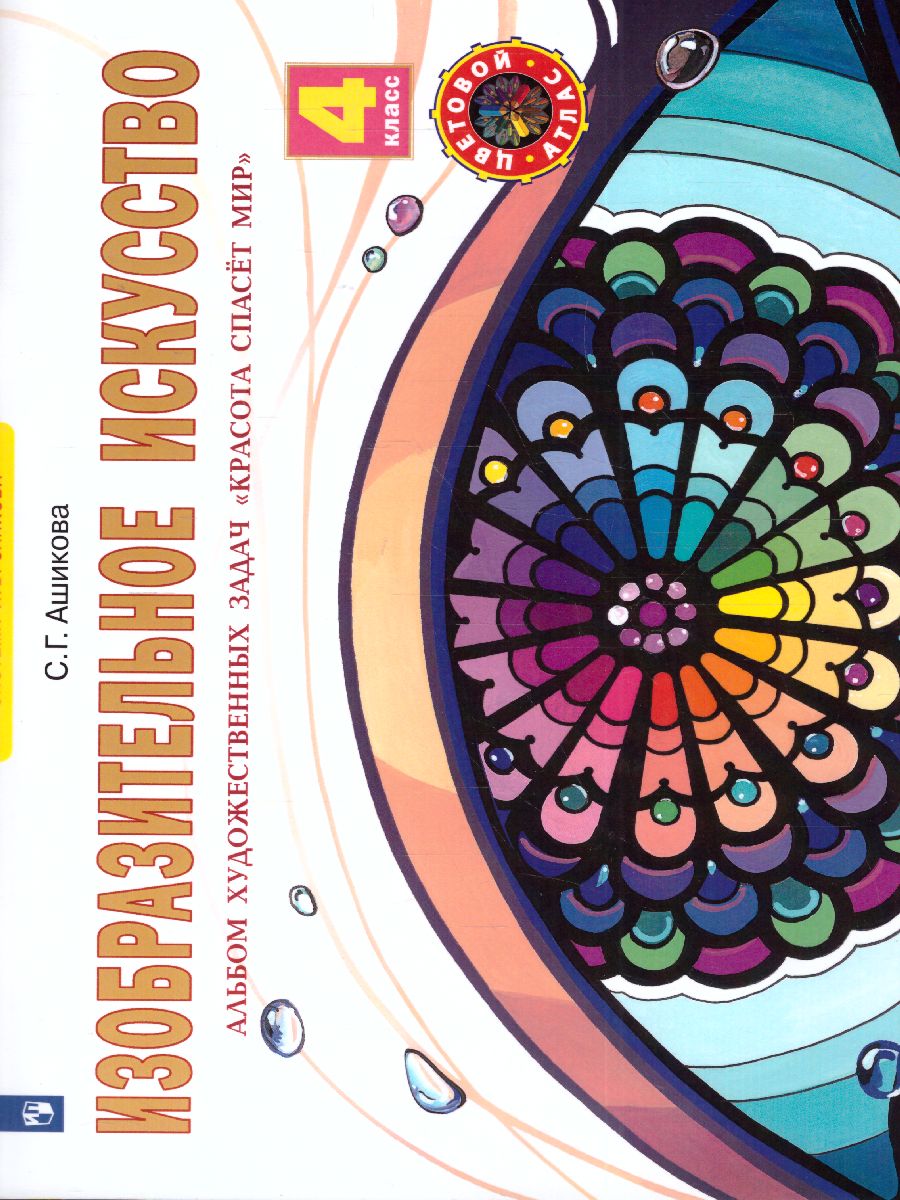 С.Г. Ашикова
ИЗОБРАЗИТЕЛЬНОЕ ИСКУССТВО
АЛЬБОМ ХУДОЖЕСТВЕННЫХ ЗАДАЧ «КРАСОТА СПАСЁТ МИР»
4
класс
ЦВЕТОВОЙ
АТЛАС